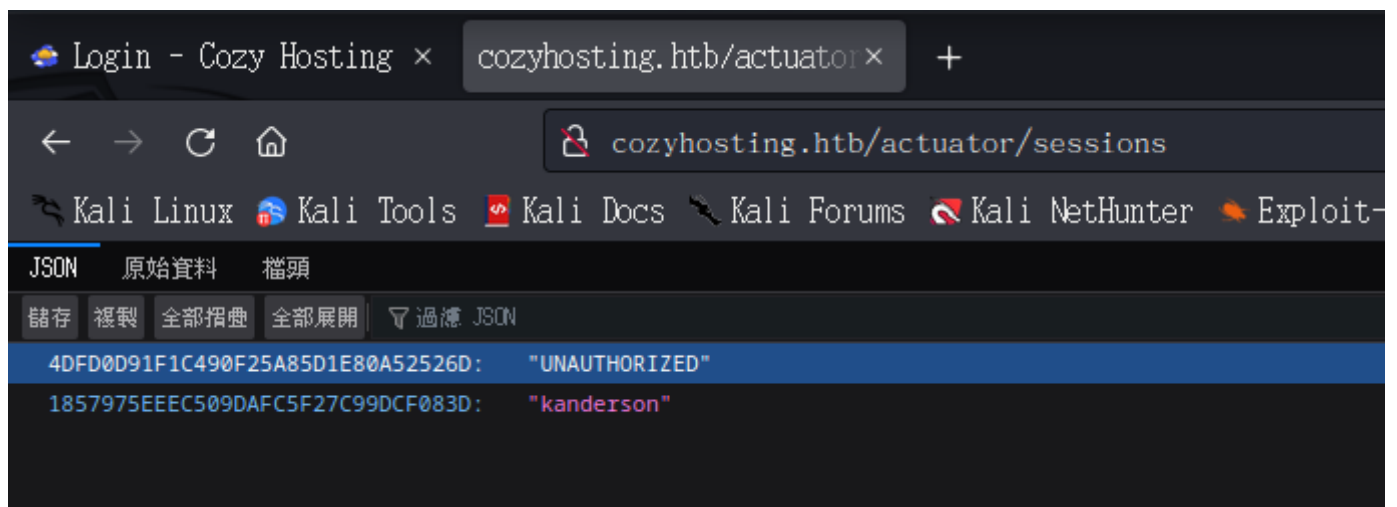 Login - Cozy Hosting × cozyhosting.htb/actuator × +
cozyhosting.htb/actuator/sessions
Kali Linux Kali Tools Kali Docs Kali Forums Kali NetHunter Exploit-
JSON 原始資料 檔頭
儲存 複製 全部摺疊 全部展開 過濾 JSON
4DFD0D91F1C490F25A85D1E80A52526D: "UNAUTHORIZED"
1857975EEEC509DAFC5F27C99DCF083D: "kanderson"